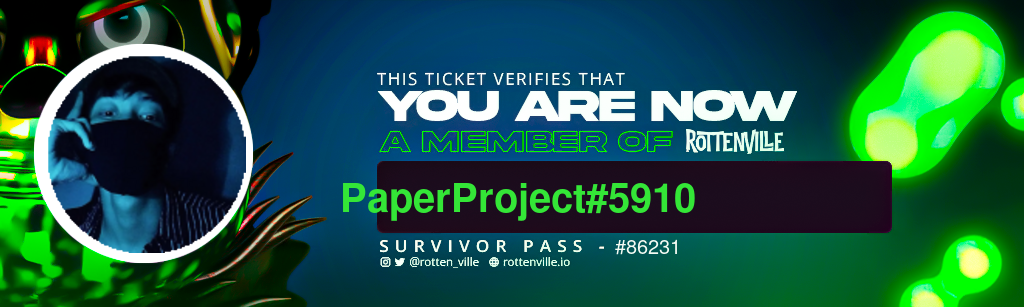 THIS TICKET VERIFIES THAT
YOU ARE NOW
A MEMBER OF ROTTENVILLE
PaperProject#5910
SURVIVOR PASS - #86231
@rotten_ville rottenville.io